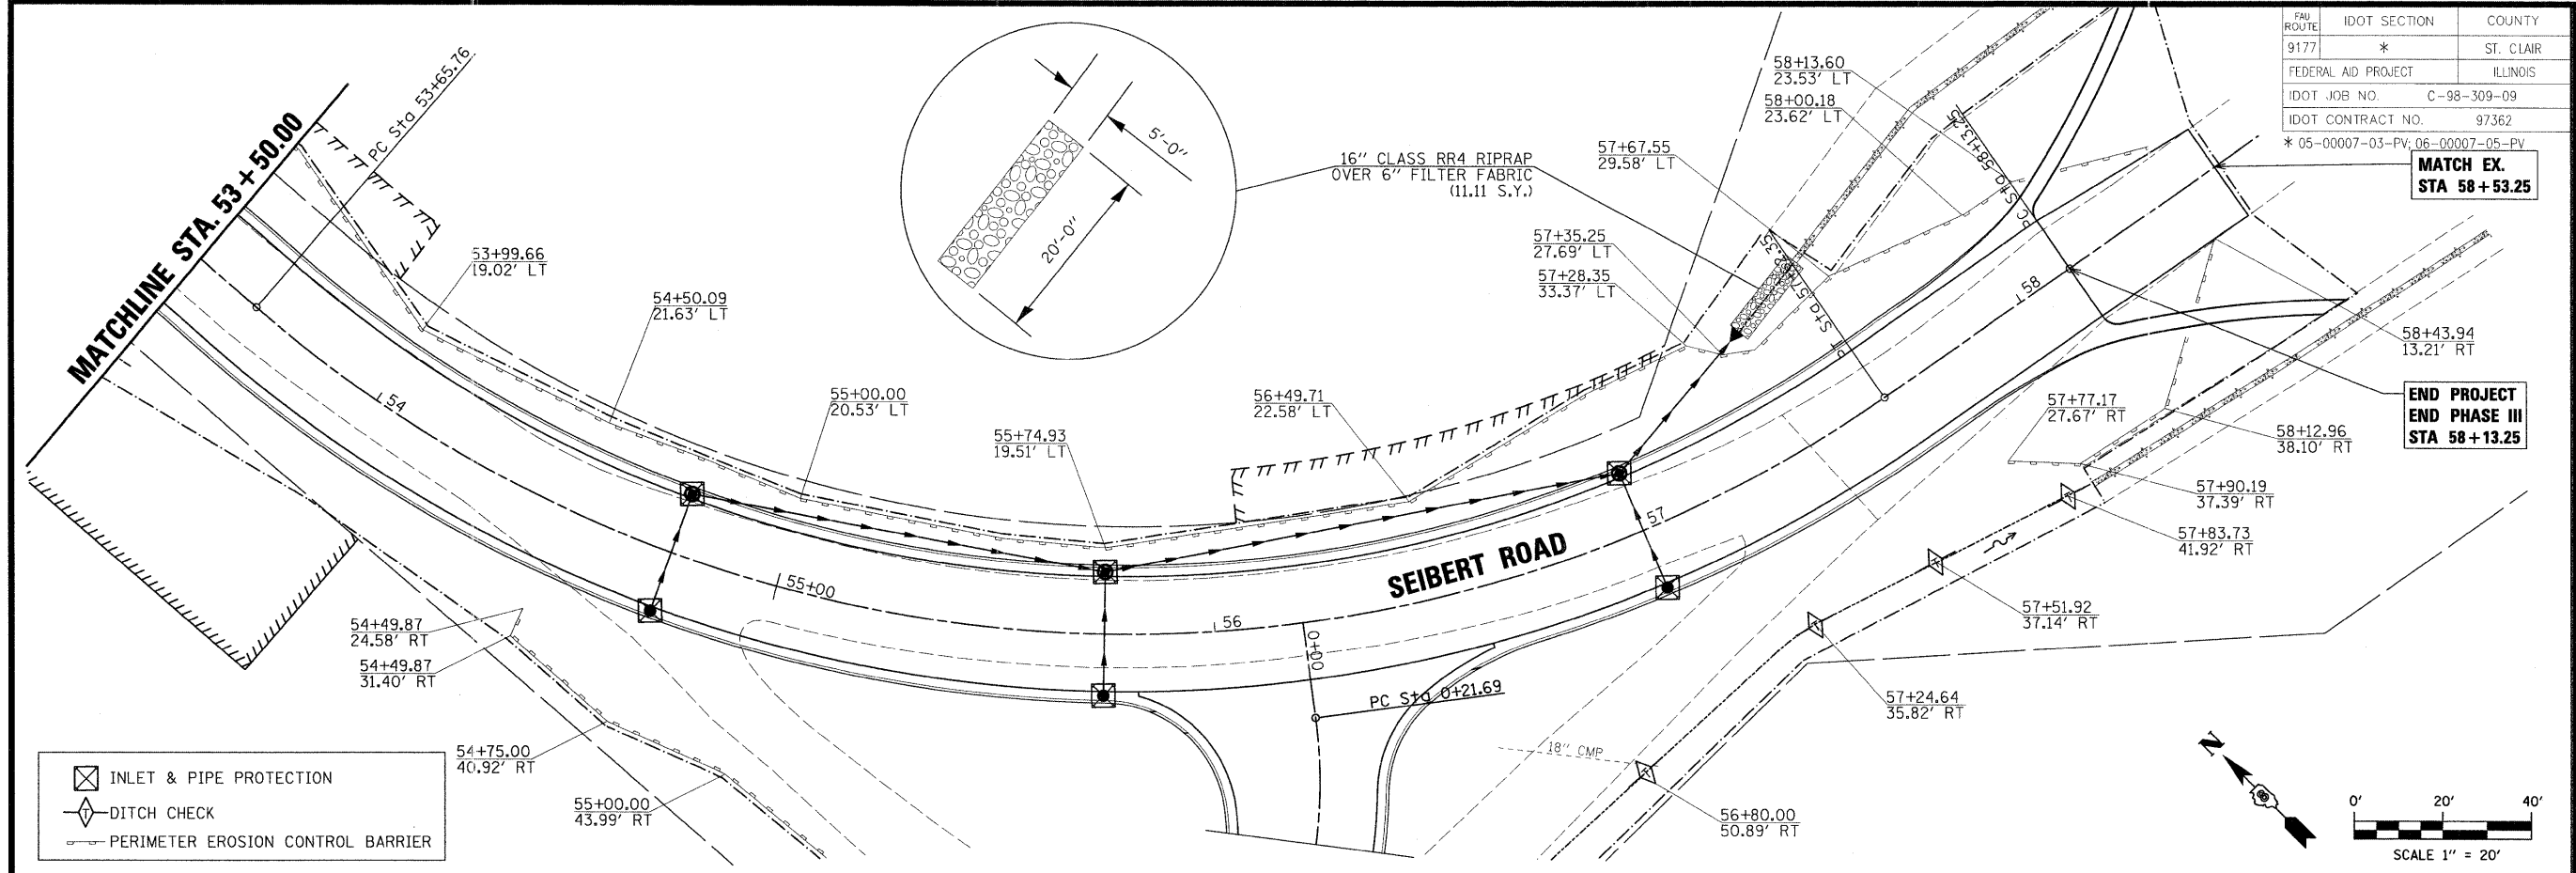 FAU ROUTE
IDOT SECTION
COUNTY
9177
*
ST. CLAIR
FEDERAL AID PROJECT
ILLINOIS
IDOT JOB NO.
C-98-309-09
IDOT CONTRACT NO.
97362
* 05-00007-03-PV; 06-00007-05-PV
MATCH EX.
STA 58+53.25
MATCHLINE STA. 53+50.00
PC Sta 53+65.76
53+99.66
19.02' LT
54+50.09
21.63' LT
55+00.00
20.53' LT
55+74.93
19.51' LT
56+49.71
22.58' LT
5'-0"
20'-0"
16" CLASS RR4 RIPRAP
OVER 6" FILTER FABRIC
(11.11 S.Y.)
57+28.35
33.37' LT
57+35.25
27.69' LT
57+67.55
29.58' LT
58+00.18
23.62' LT
58+13.60
23.53' LT
PC Sta 58+13.25
58+43.94
13.21' RT
END PROJECT
END PHASE III
STA 58+13.25
57+77.17
27.67' RT
58+12.96
38.10' RT
57+90.19
37.39' RT
57+83.73
41.92' RT
57+51.92
37.14' RT
57+24.64
35.82' RT
56+80.00
50.89' RT
18" CMP
54
55+00
56
57
58
SEIBERT ROAD
0+00
PC Sta 0+21.69
54+49.87
24.58' RT
54+49.87
31.40' RT
54+75.00
40.92' RT
55+00.00
43.99' RT
INLET & PIPE PROTECTION
T
DITCH CHECK
PERIMETER EROSION CONTROL BARRIER
N
0' 20' 40'
SCALE 1" = 20'